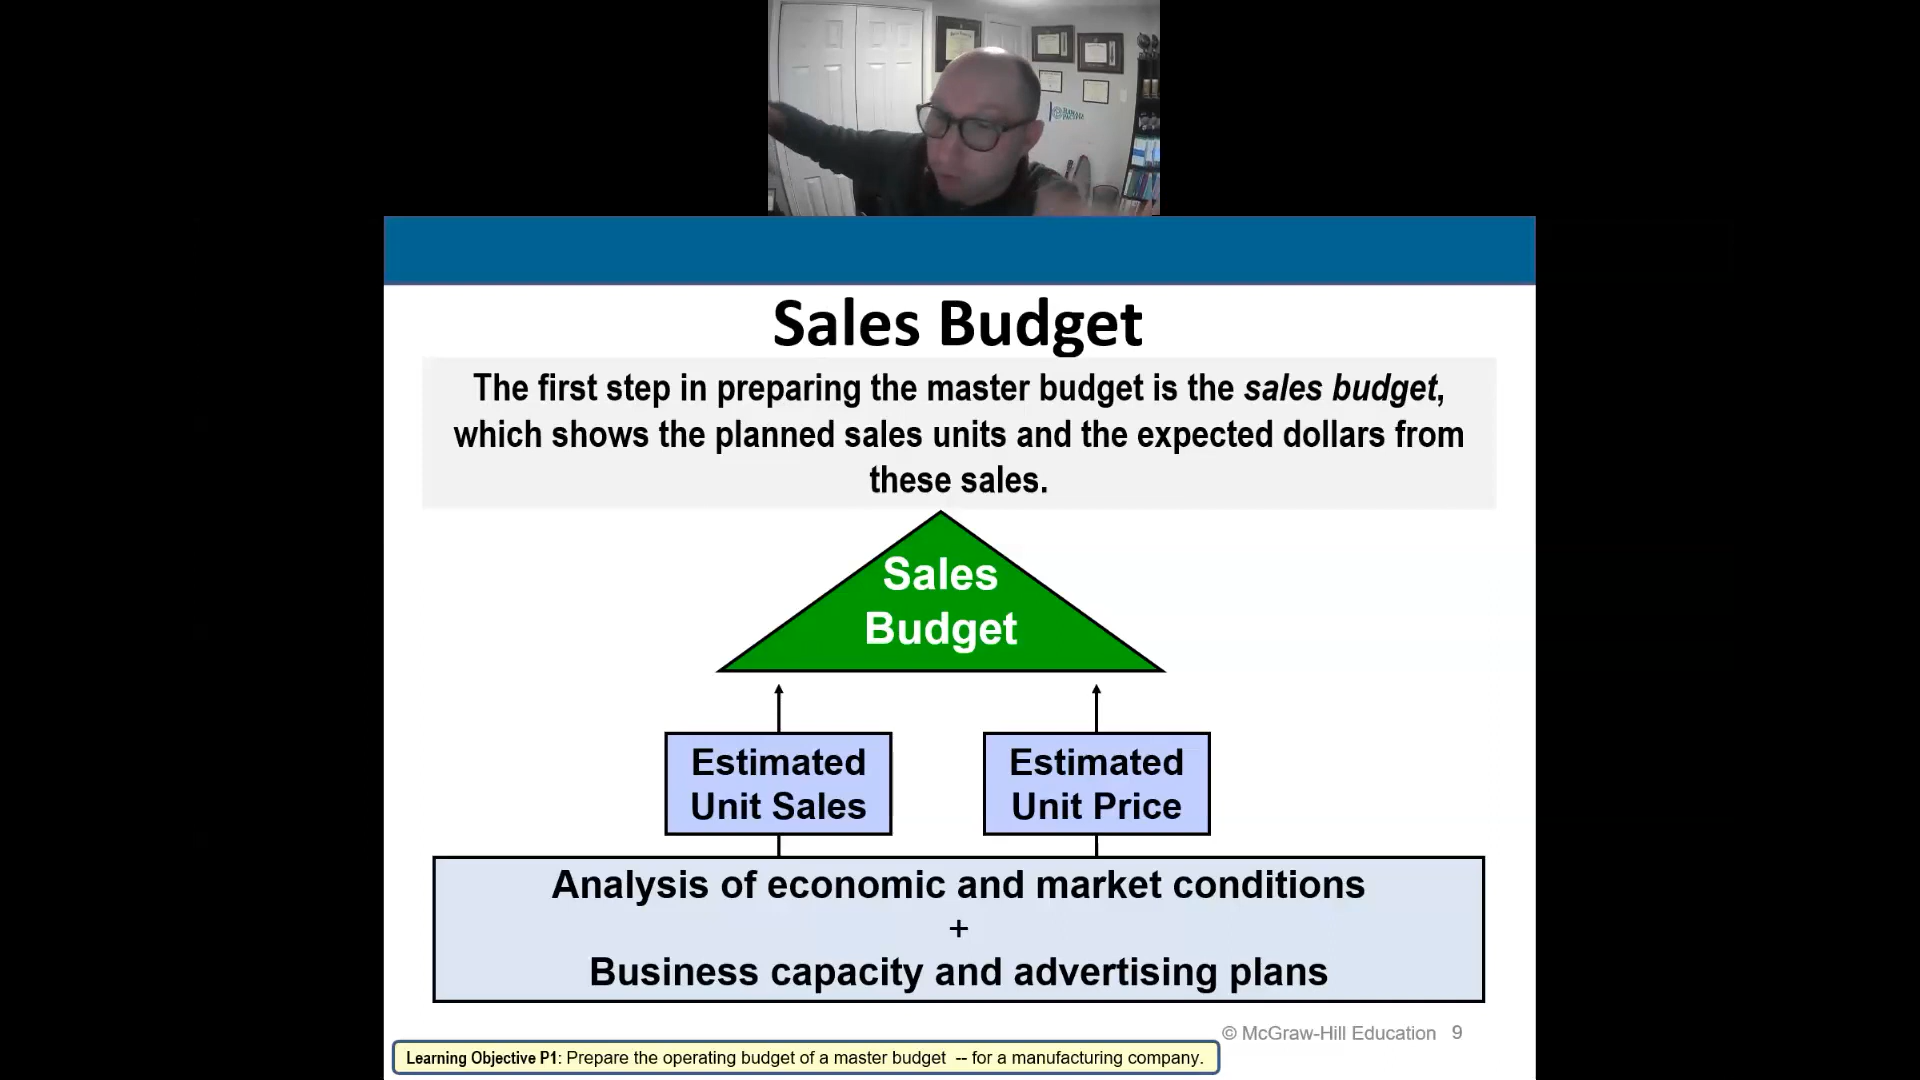 Sales Budget
The first step in preparing the master budget is the sales budget,
which shows the planned sales units and the expected dollars from
these sales.
Sales
Budget
Estimated
Unit Sales
Estimated
Unit Price
Analysis of economic and market conditions
+
Business capacity and advertising plans
© McGraw-Hill Education 9
Learning Objective P1: Prepare the operating budget of a master budget -- for a manufacturing company.